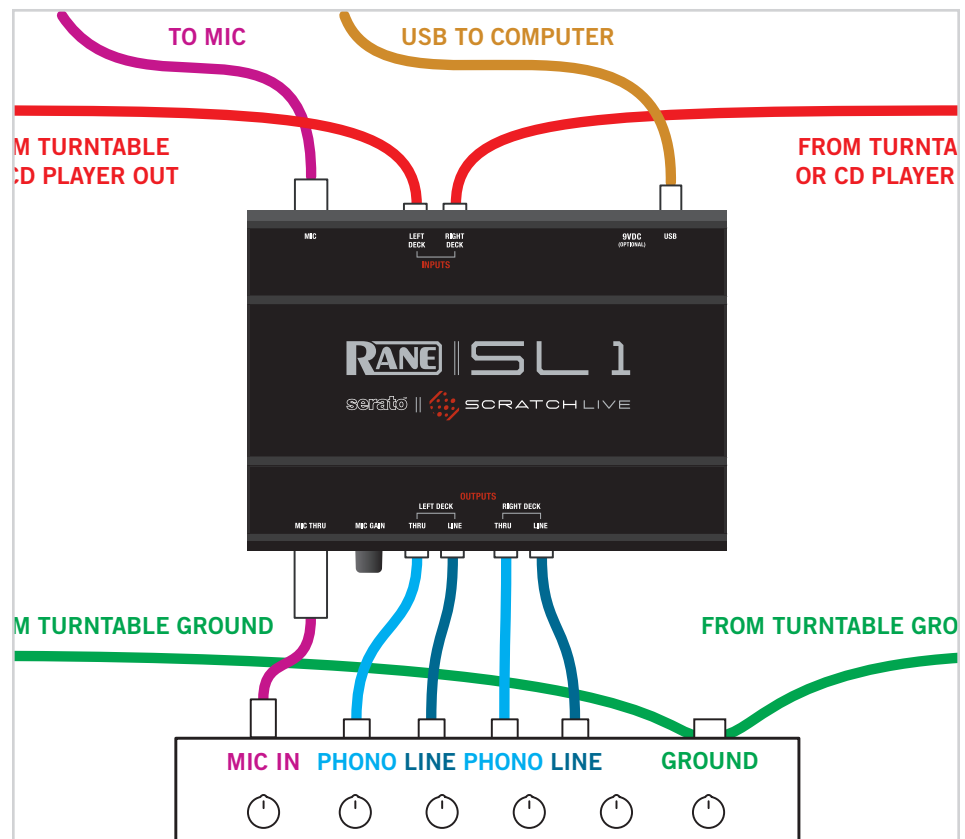 TO MIC
USB TO COMPUTER
M TURNTABLE
CD PLAYER OUT
FROM TURNTA
OR CD PLAYER
MIC
LEFT DECK
RIGHT DECK
INPUTS
9VDC
(OPTIONAL)
USB
RANE SL 1
serato SCRATCH LIVE
OUTPUTS
LEFT DECK
RIGHT DECK
MIC THRU
MIC GAIN
THRU
LINE
THRU
LINE
M TURNTABLE GROUND
FROM TURNTABLE GRO
MIC IN PHONO LINE PHONO LINE GROUND